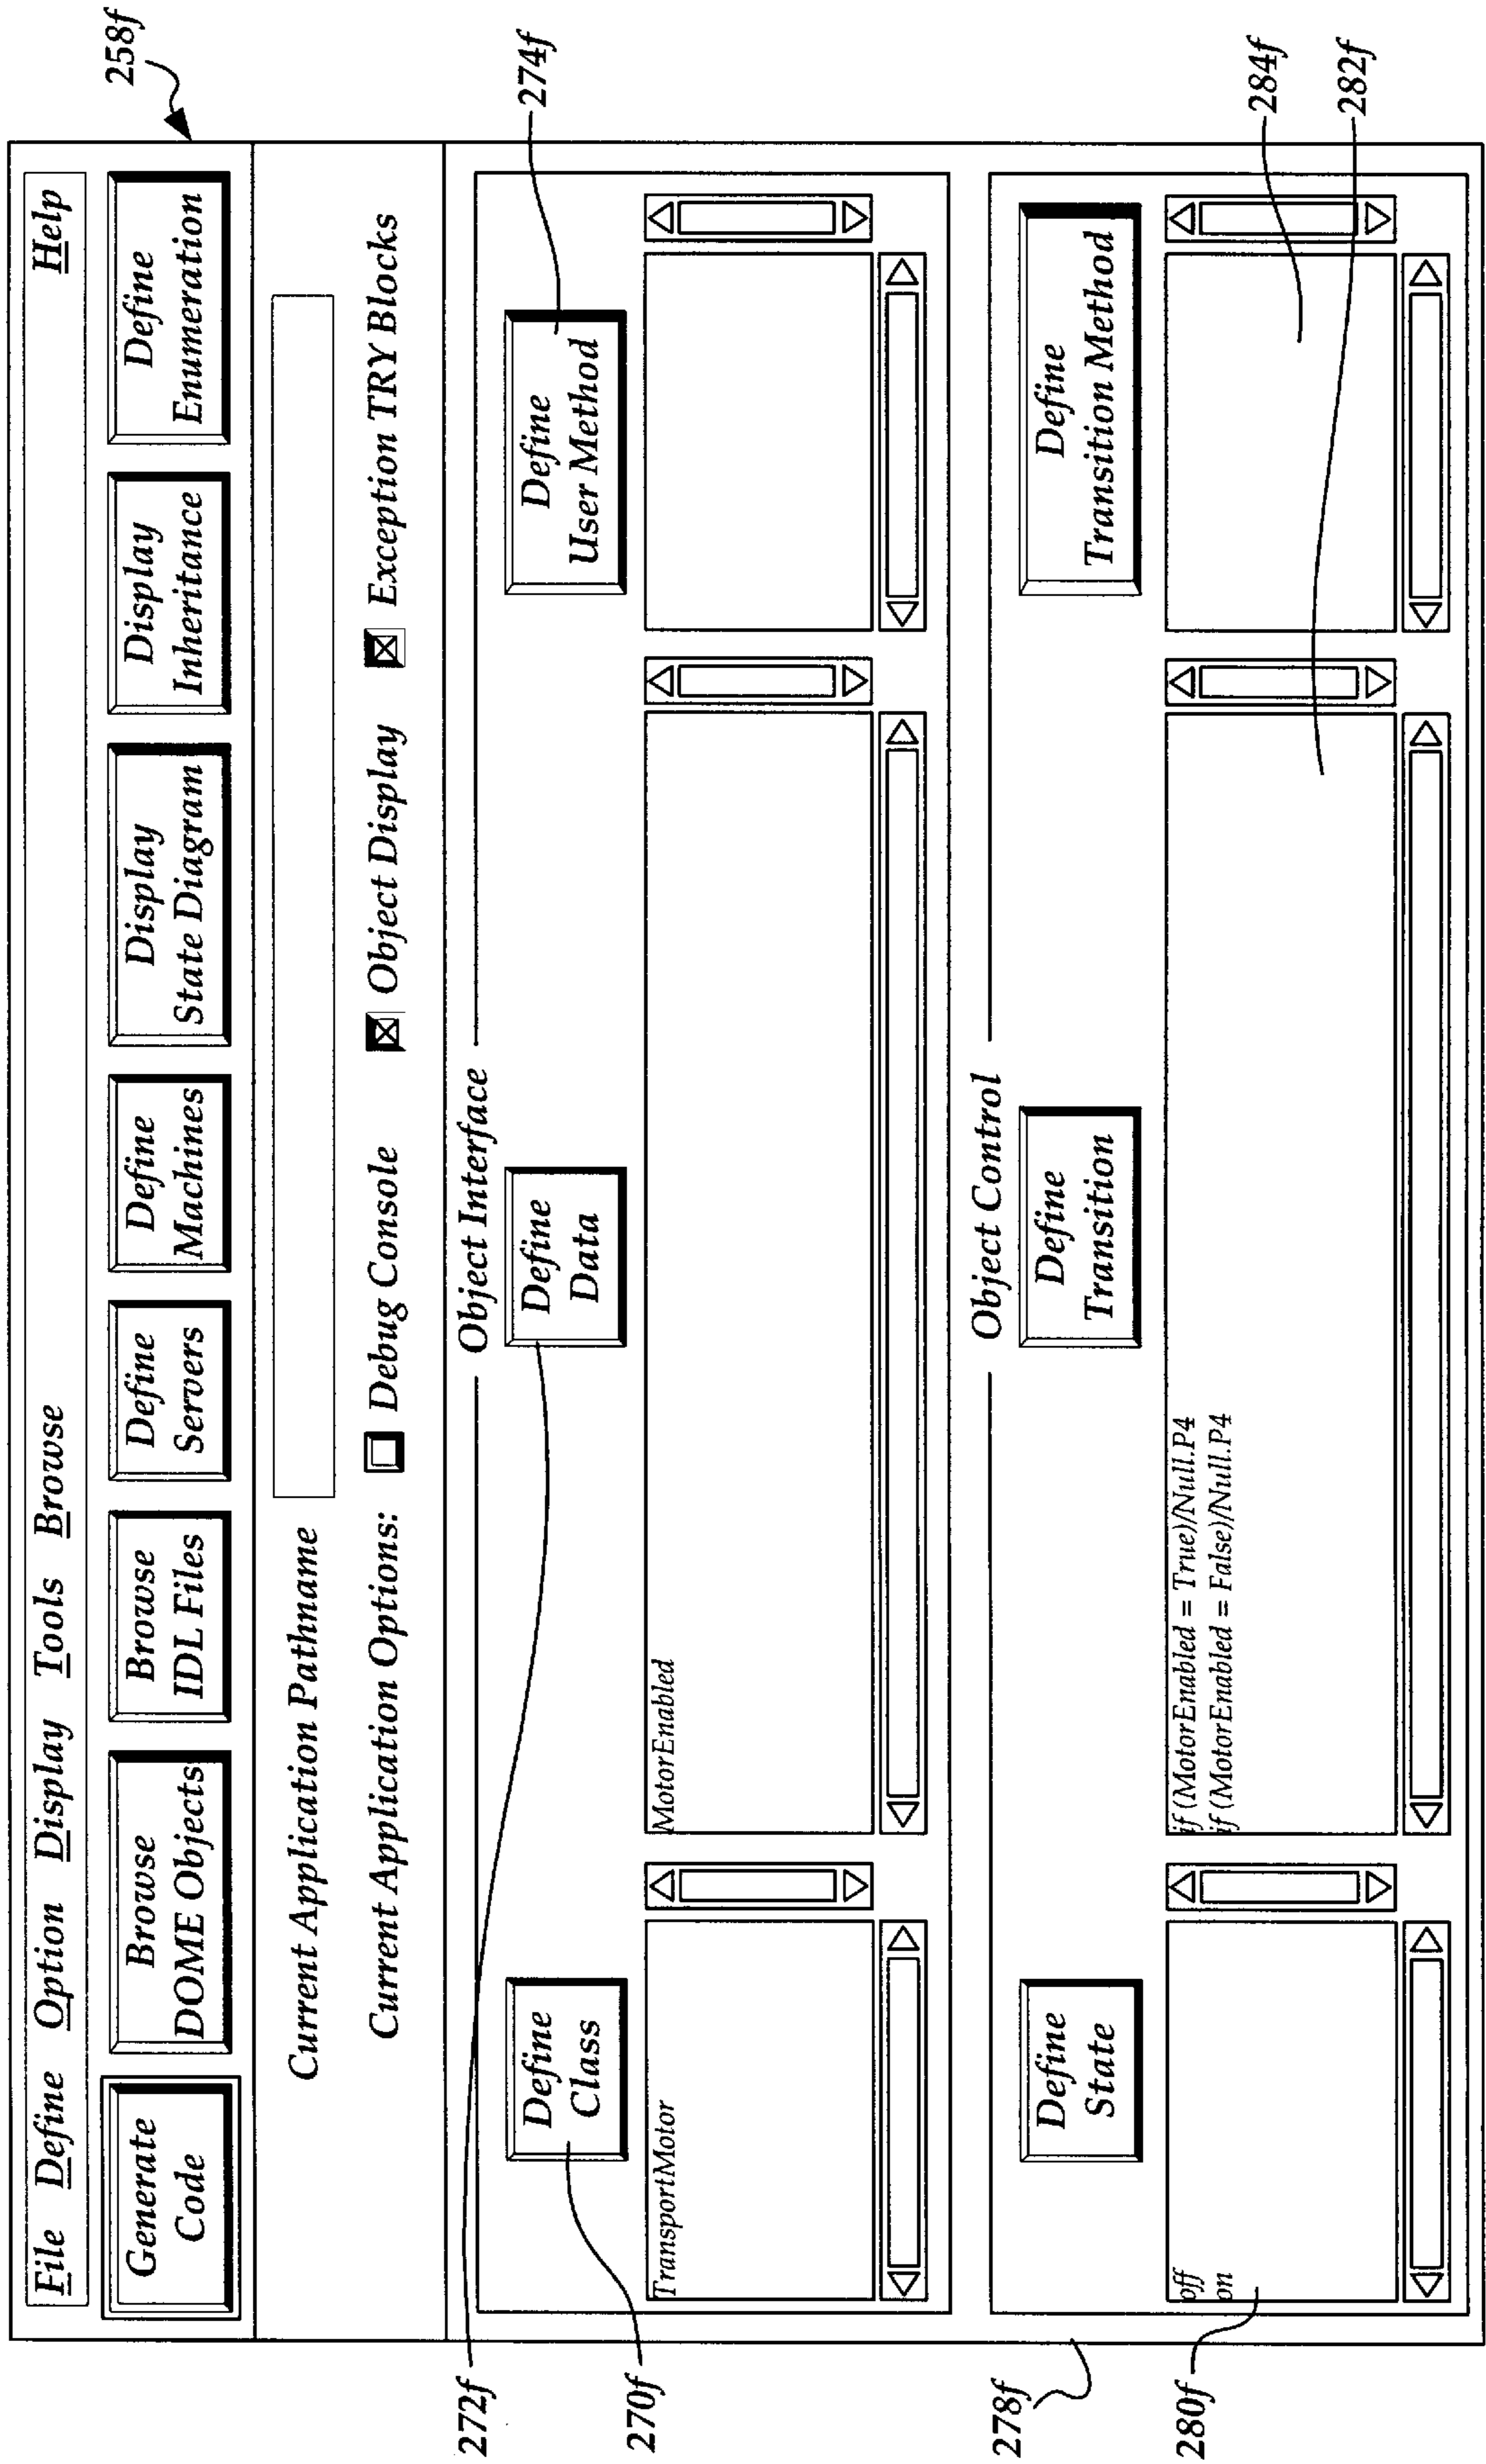 258f
File Define Option Display Tools Browse Help
Generate
Code
Browse
DOME Objects
Browse
IDL Files
Define
Servers
Define
Machines
Display
State Diagram
Display
Inheritance
Define
Enumeration
Current Application Pathname
Current Application Options: Debug Console Object Display Exception TRY Blocks
Object Interface
272f
Define
Class
Define
Data
Define
User Method
274f
270f
TransportMotor
MotorEnabled
Object Control
278f
Define
State
Define
Transition
Define
Transition Method
off
on
if (MotorEnabled = True)/Null.P4
if (MotorEnabled = False)/Null.P4
280f
284f
282f